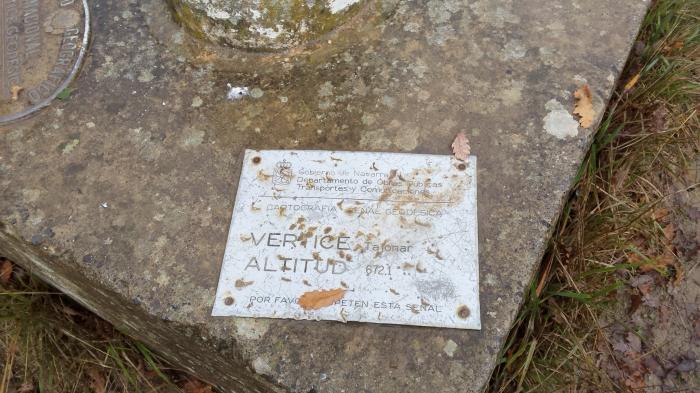 Gobierno de Navarra
Departamento de Obras Públicas
Transportes y Comunicaciones
CARTOGRAFIA SEÑAL GEODESICA
VERTICE Tajonar
ALTITUD 672.1
POR FAVOR PETEN ESTA SEÑAL